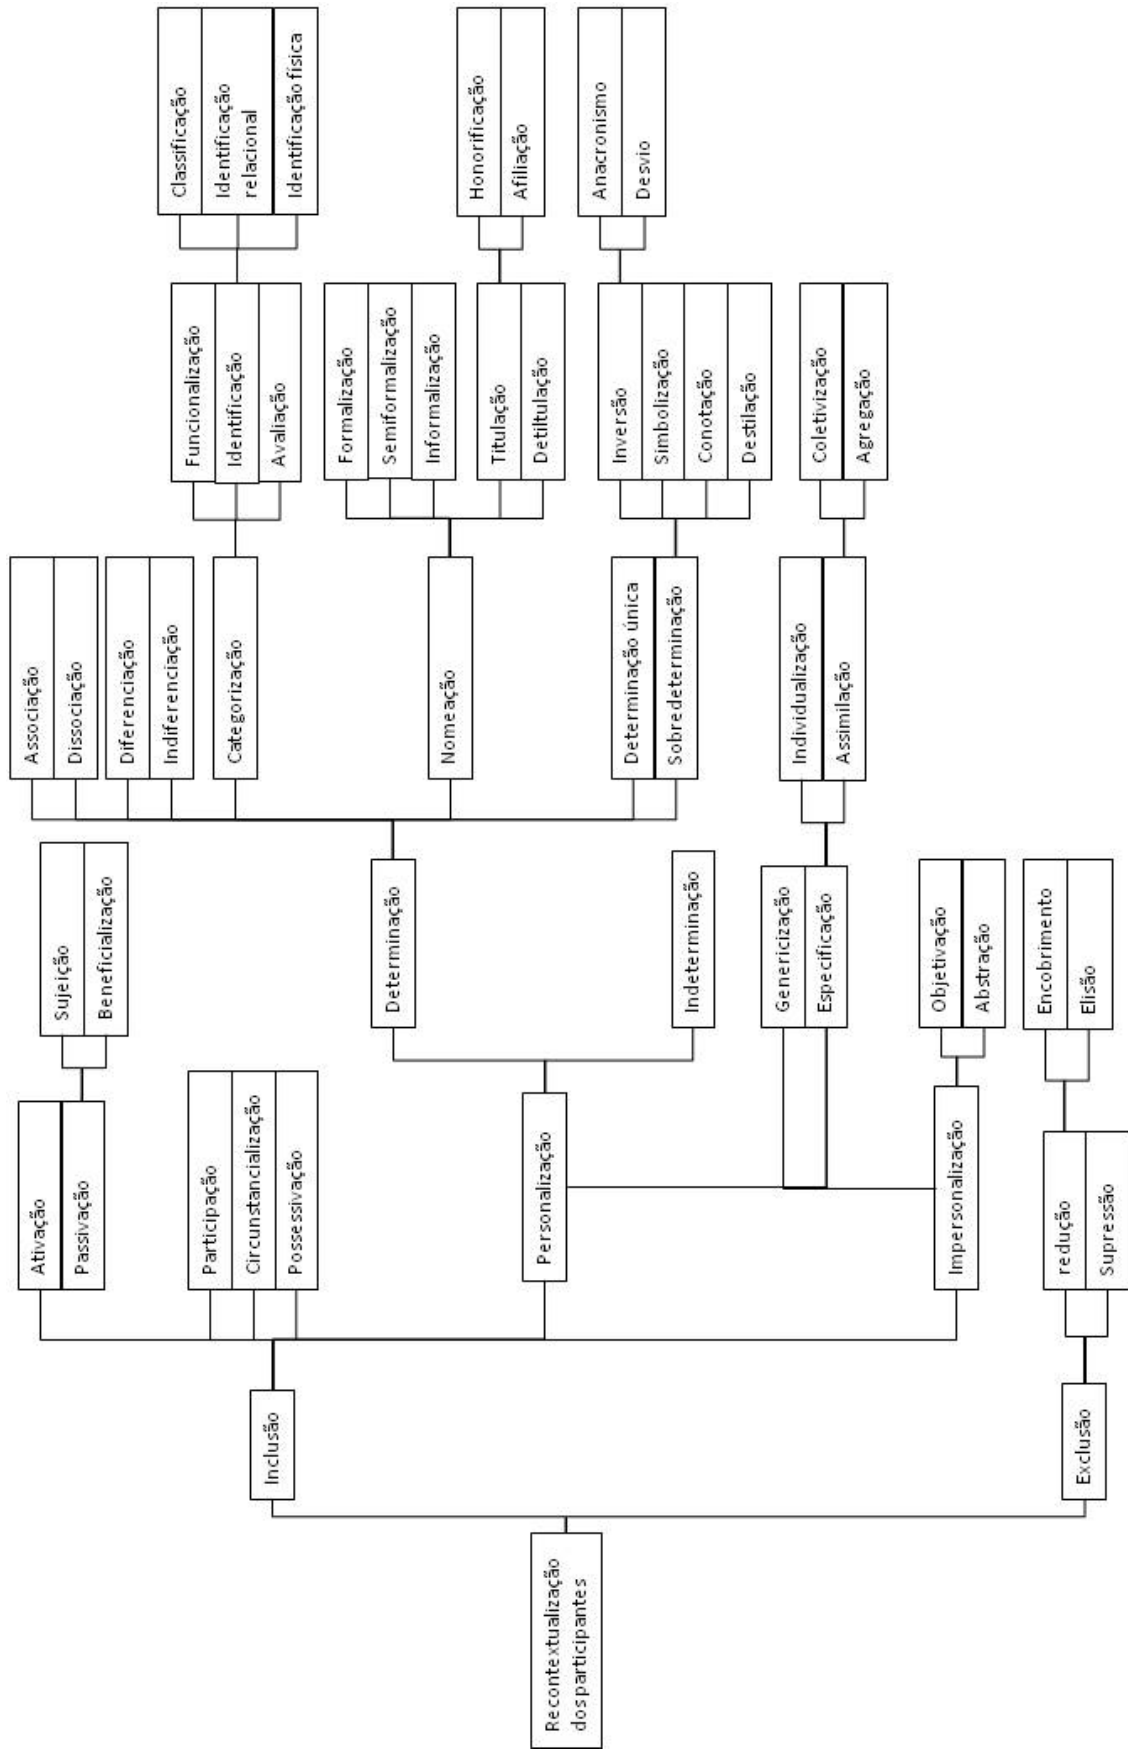 Recontextualização
dos participantes
Inclusão
Exclusão
Ativação
Passivação
Participação
Circunstancialização
Possessivação
Personalização
Impersonalização
redução
Supressão
Sujeição
Beneficialização
Determinação
Indeterminação
Genericização
Especificação
Objetivação
Abstração
Encobrimento
Elisão
Associação
Dissociação
Diferenciação
Indiferenciação
Categorização
Nomeação
Determinação única
Sobredeterminação
Individualização
Assimilação
Funcionalização
Identificação
Avaliação
Formalização
Semiformalização
Informalização
Titulação
Detiltulação
Inversão
Simbolização
Conotação
Destilação
Coletivização
Agregação
Classificação
Identificação
relacional
Identificação física
Honorificação
Afiliação
Anacronismo
Desvio